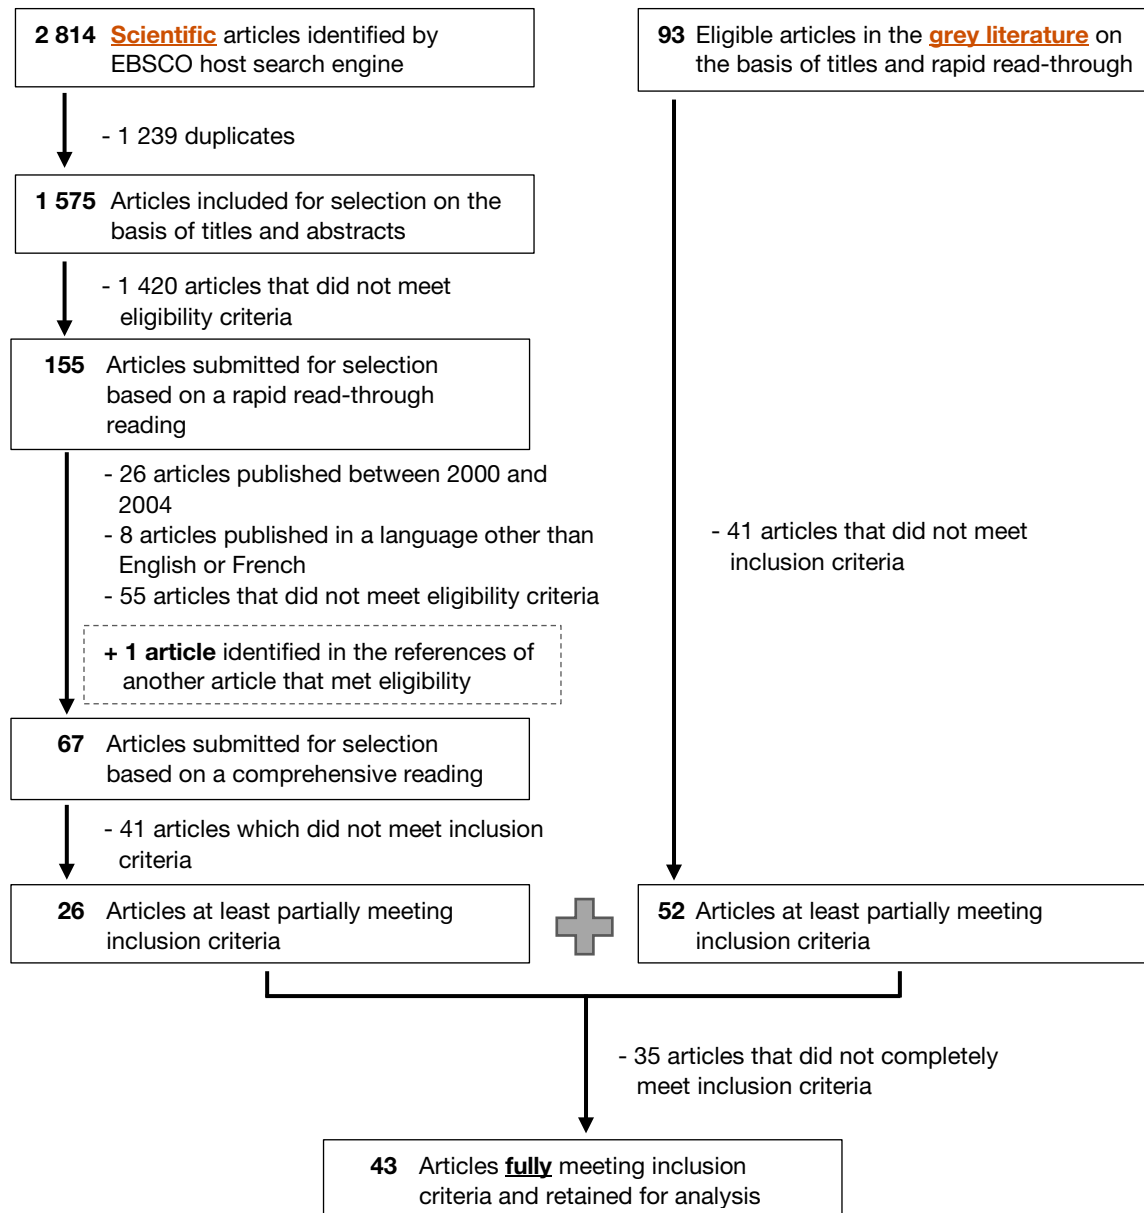 2 814 Scientific articles identified by
EBSCO host search engine
- 1 239 duplicates
1 575 Articles included for selection on the
basis of titles and abstracts
- 1 420 articles that did not meet
eligibility criteria
155 Articles submitted for selection
based on a rapid read-through
reading
- 26 articles published between 2000 and
2004
- 8 articles published in a language other than
English or French
- 55 articles that did not meet eligibility criteria
+ 1 article identified in the references of
another article that met eligibility
67 Articles submitted for selection
based on a comprehensive reading
- 41 articles which did not meet inclusion
criteria
26 Articles at least partially meeting
inclusion criteria
93 Eligible articles in the grey literature on
the basis of titles and rapid read-through
- 41 articles that did not meet
inclusion criteria
52 Articles at least partially meeting
inclusion criteria
- 35 articles that did not completely
meet inclusion criteria
43 Articles fully meeting inclusion
criteria and retained for analysis